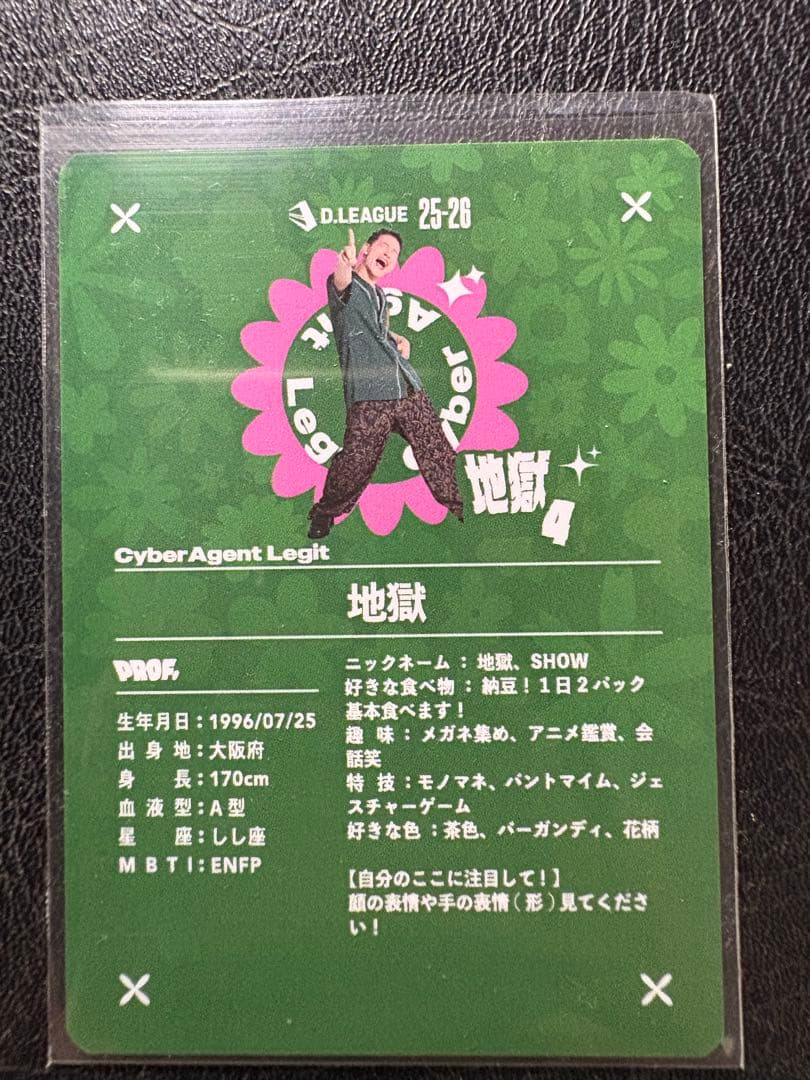 D.LEAGUE 25-26
CyberAgent Legit
地獄 4
CyberAgent Legit
地獄
PROF.
生年月日：1996/07/25
出身地：大阪府
身長：170cm
血液型：A型
星座：しし座
MBTI：ENFP
ニックネーム：地獄、SHOW
好きな食べ物：納豆！１日２パック
基本食べます！
趣味：メガネ集め、アニメ鑑賞、会
話笑
特技：モノマネ、パントマイム、ジェ
スチャーゲーム
好きな色：茶色、バーガンディ、花柄
【自分のここに注目して！】
顔の表情や手の表情（形）見てくださ
い！